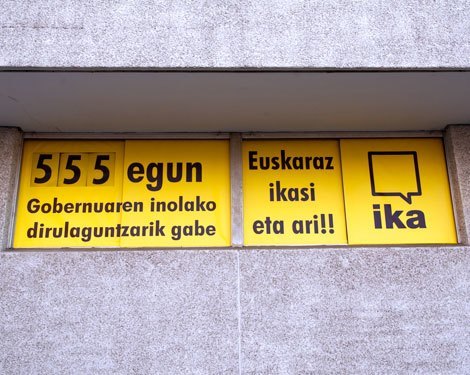 555 egun
Gobernuaren inolako
dirulaguntzarik gabe
Euskaraz
ikasi
eta ari!!
ika